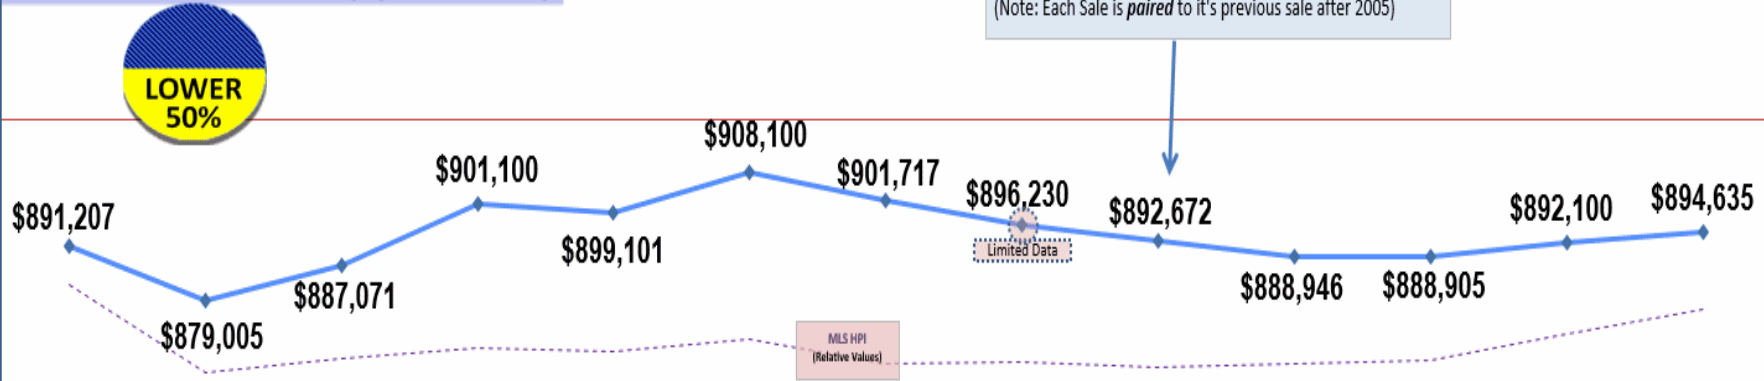 (Note: Each Sale is paired to it's previous sale after 2005)
LOWER
50%
$891,207
$879,005
$887,071
$901,100
$899,101
$908,100
$901,717
$896,230
Limited Data
$892,672
$888,946
$888,905
$892,100
$894,635
MLS HPI
(Relative Values)